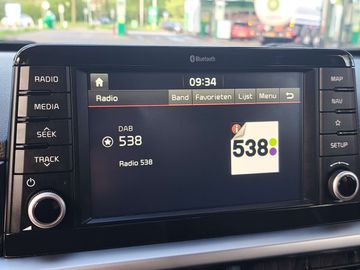 Bluetooth
RADIO
MEDIA
SEEK
TRACK
09:34
Radio Band Favorieten Lijst Menu
DAB
538
Radio 538
538
MAP
NAV
SETUP